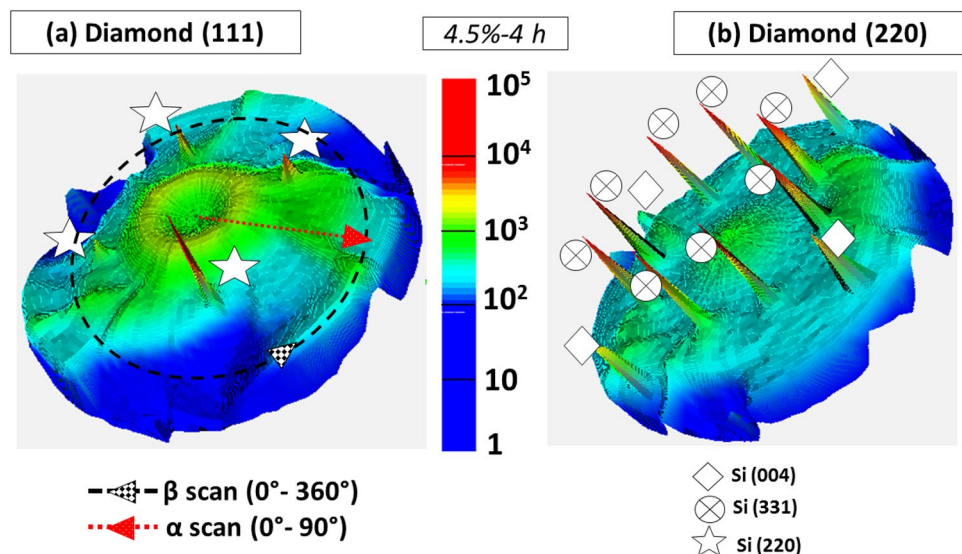 (a) Diamond (111)
4.5%-4 h
(b) Diamond (220)
10⁵
10⁴
10³
10²
10
1
β scan (0°- 360°)
α scan (0°- 90°)
Si (004)
Si (331)
Si (220)